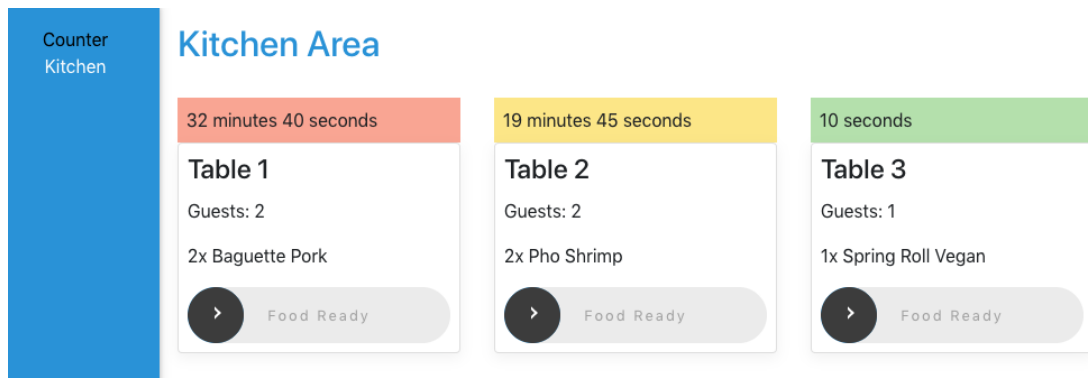 Counter
Kitchen
Kitchen Area
32 minutes 40 seconds
Table 1
Guests: 2
2x Baguette Pork
Food Ready
19 minutes 45 seconds
Table 2
Guests: 2
2x Pho Shrimp
Food Ready
10 seconds
Table 3
Guests: 1
1x Spring Roll Vegan
Food Ready